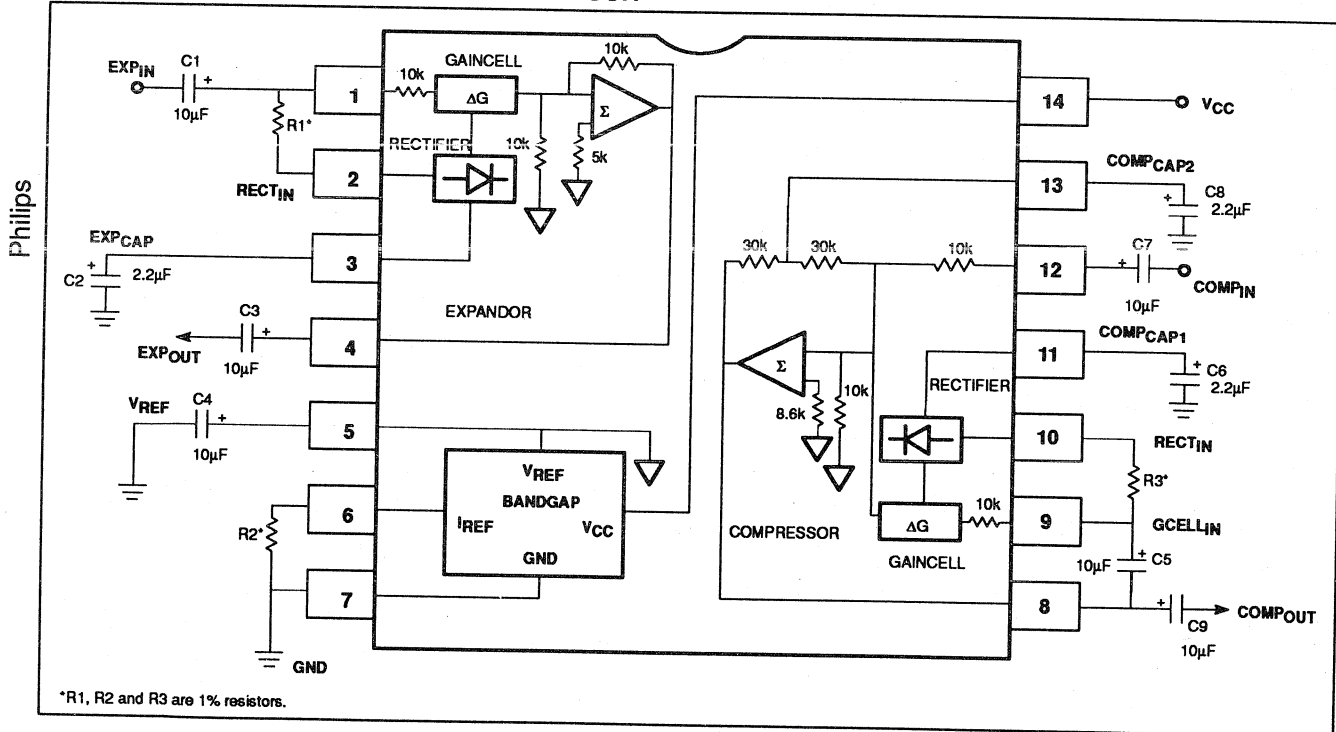 Philips
EXPIN
C1
+
10µF
R1*
1
10k
GAINCELL
ΔG
10k
Σ
10k
5k
RECTIFIER
2
RECTIN
EXPCAP
3
+
C2
2.2µF
EXPANDOR
C3
+
4
EXPOUT
10µF
VREF
C4
+
5
10µF
VREF
BANDGAP
IREF
VCC
GND
6
R2*
7
GND
14
VCC
13
COMPCAP2
+
C8
2.2µF
30k
30k
10k
12
+
C7
10µF
COMPIN
COMPCAP1
11
+
C6
2.2µF
Σ
8.6k
10k
RECTIFIER
10
RECTIN
R3*
COMPRESSOR
ΔG
10k
9
GCELLIN
GAINCELL
10µF
+
C5
8
+
C9
10µF
COMPOUT
*R1, R2 and R3 are 1% resistors.